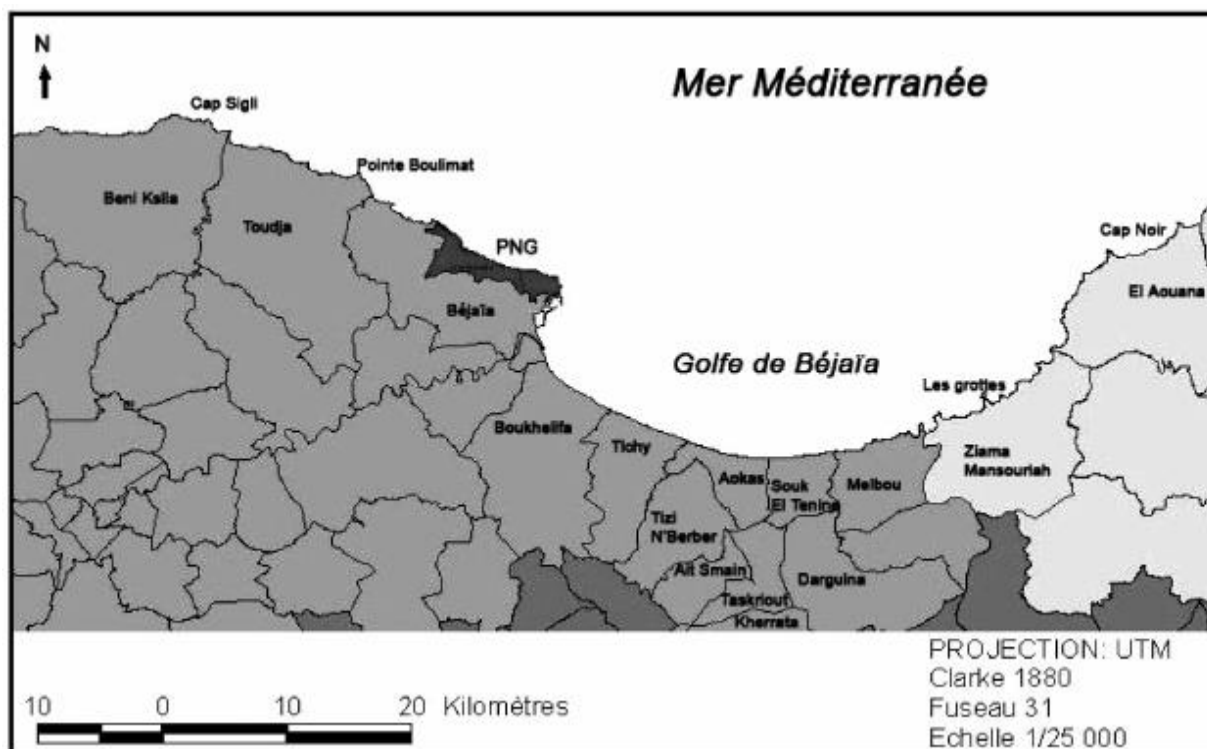 N
Mer Méditerranée
Cap Sigli
Pointe Boulimat
Beni Ksila
Toudja
PNG
Cap Noir
El Aouana
Béjaïa
Golfe de Béjaïa
Les grottes
Boukhelifa
Tichy
Ziama
Mansouriah
Aokas
Souk
El Tenine
Melbou
Tizi
N'Berber
Ait Smain
Darguina
Taskriout
Kherrata
PROJECTION: UTM
Clarke 1880
Fuseau 31
Echelle 1/25 000
10 0 10 20 Kilomètres